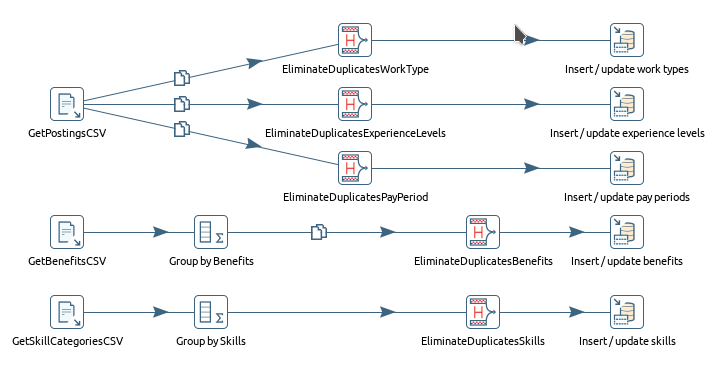 EliminateDuplicatesWorkType
Insert / update work types
GetPostingsCSV
EliminateDuplicatesExperienceLevels
Insert / update experience levels
EliminateDuplicatesPayPeriod
Insert / update pay periods
GetBenefitsCSV
Group by Benefits
EliminateDuplicatesBenefits
Insert / update benefits
GetSkillCategoriesCSV
Group by Skills
EliminateDuplicatesSkills
Insert / update skills